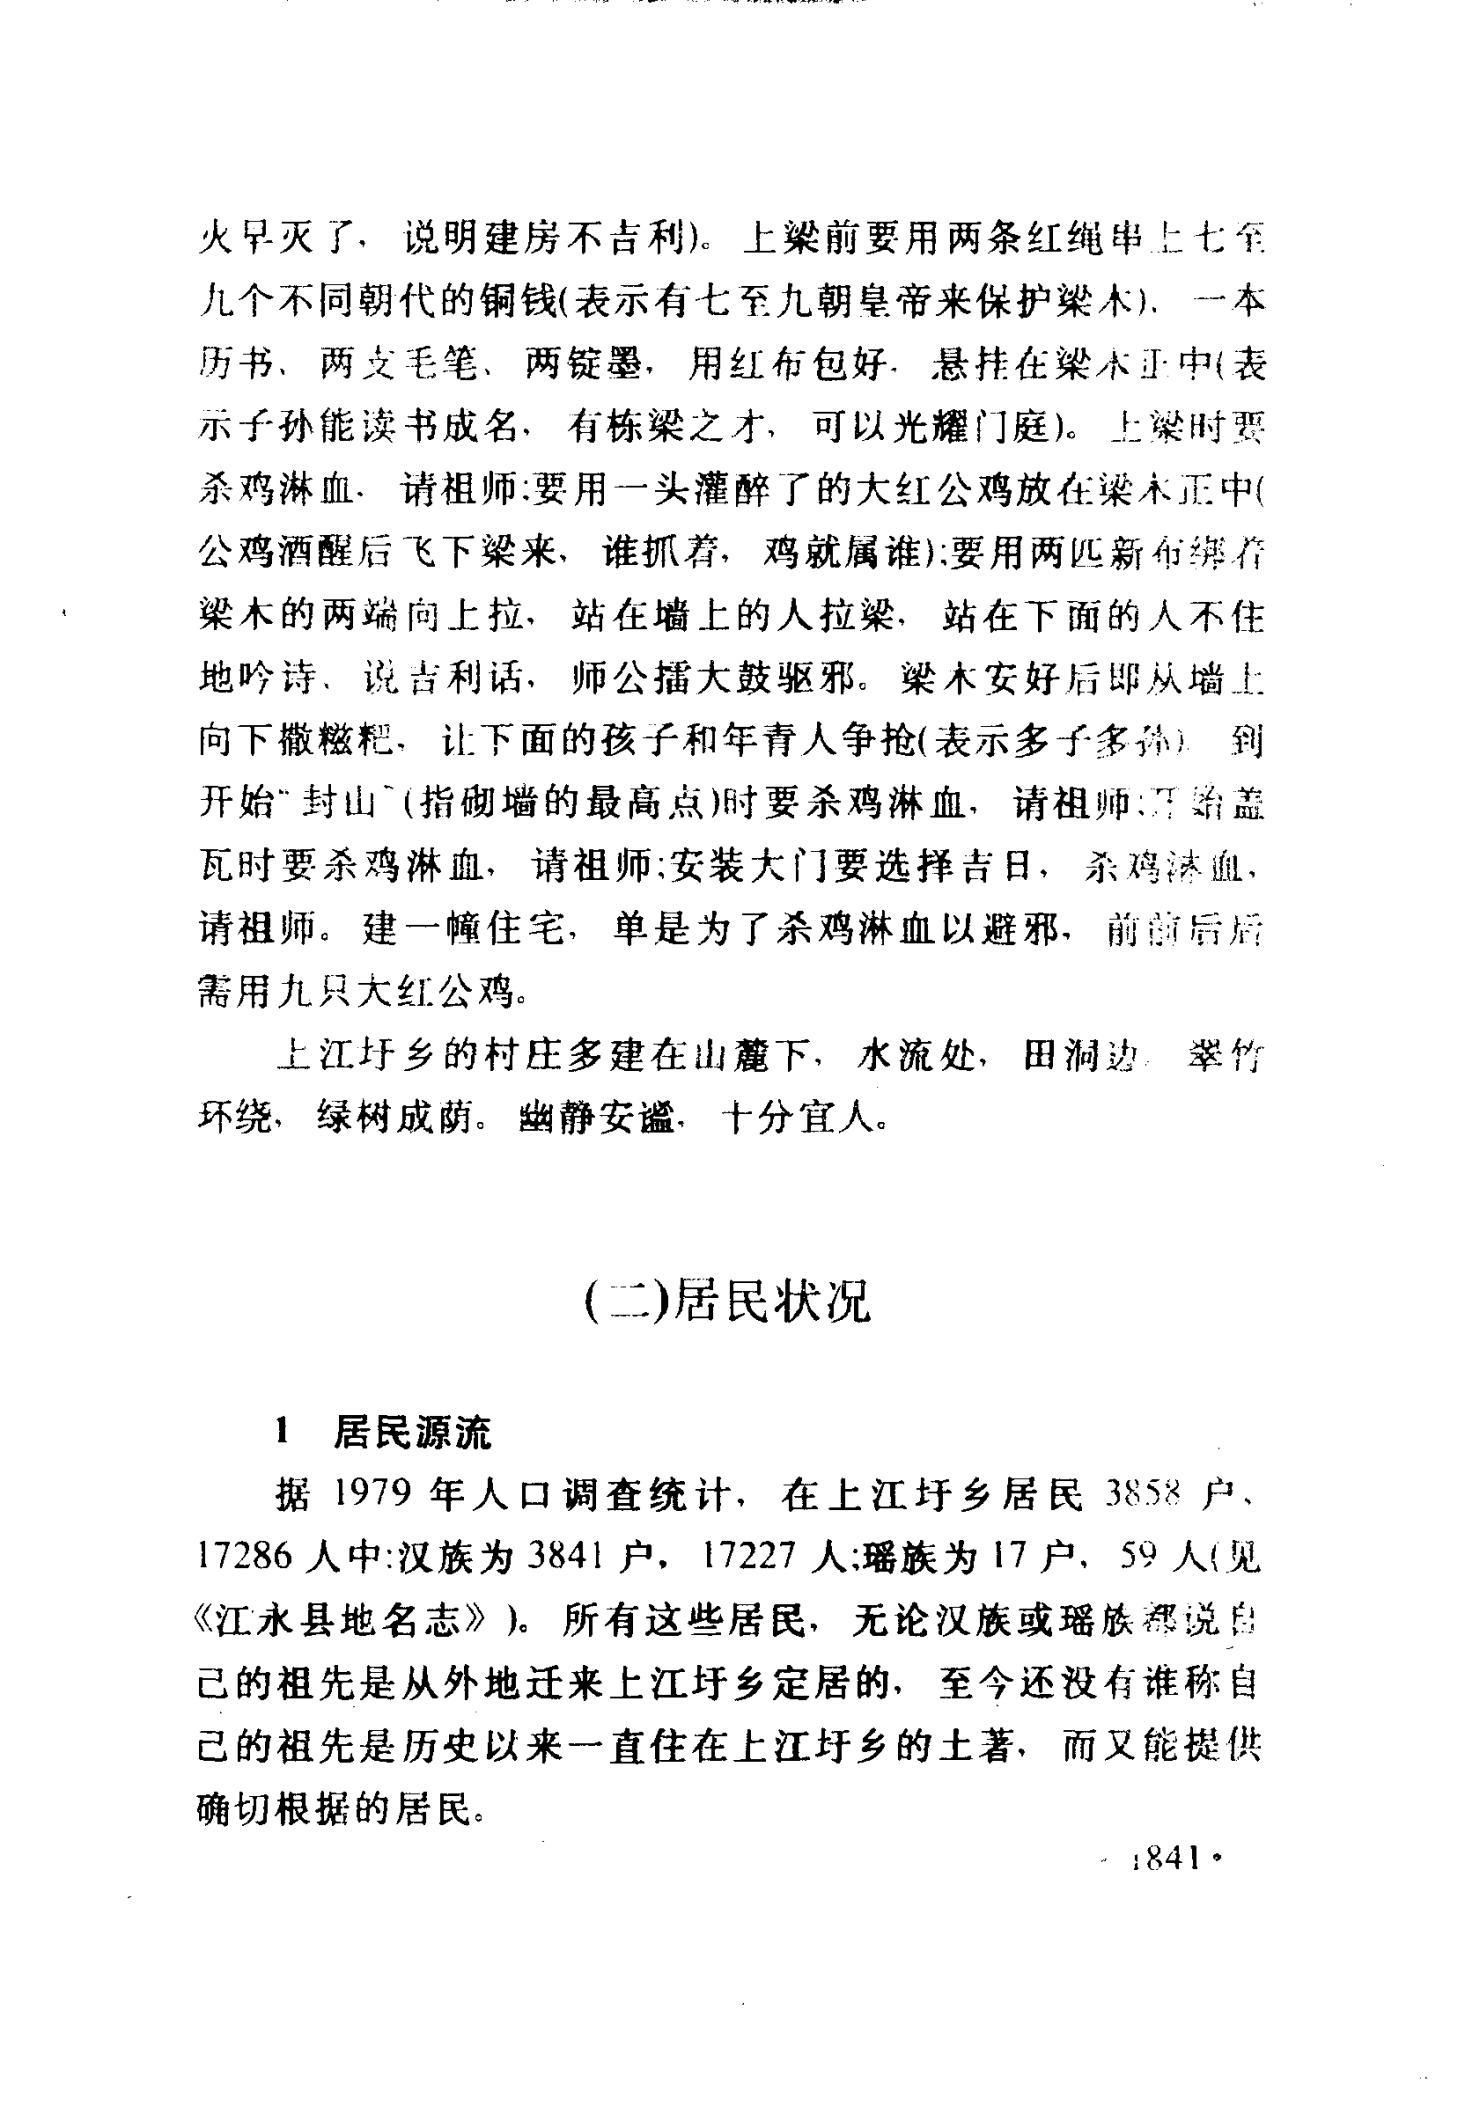 火早灭了，说明建房不吉利)。上梁前要用两条红绳串上七至
九个不同朝代的铜钱(表示有七至九朝皇帝来保护梁木)，一本
历书、两支毛笔、两锭墨，用红布包好，悬挂在梁木正中(表
示子孙能读书成名，有栋梁之才，可以光耀门庭)。上梁时要
杀鸡淋血，请祖师;要用一头灌醉了的大红公鸡放在梁木正中(
公鸡酒醒后飞下梁来，谁抓着，鸡就属谁);要用两匹新布绑着
梁木的两端向上拉，站在墙上的人拉梁，站在下面的人不住
地吟诗、说吉利话，师公擂大鼓驱邪。梁木安好后即从墙上
向下撒糍粑，让下面的孩子和年青人争抢(表示多子多孙) 到
开始“封山”(指砌墙的最高点)时要杀鸡淋血，请祖师;开始盖
瓦时要杀鸡淋血，请祖师;安装大门要选择吉日，杀鸡淋血，
请祖师。建一幢住宅，单是为了杀鸡淋血以避邪，前前后后
需用九只大红公鸡。
上江圩乡的村庄多建在山麓下，水流处，田洞边，翠竹
环绕，绿树成荫。幽静安谧，十分宜人。
(二)居民状况
1 居民源流
据 1979 年人口调查统计，在上江圩乡居民 3858 户、
17286 人中:汉族为 3841 户，17227 人;瑶族为 17 户，59 人(见
《江永县地名志》)。所有这些居民，无论汉族或瑶族都说自
己的祖先是从外地迁来上江圩乡定居的，至今还没有谁称自
己的祖先是历史以来一直住在上江圩乡的土著，而又能提供
确切根据的居民。
1841·